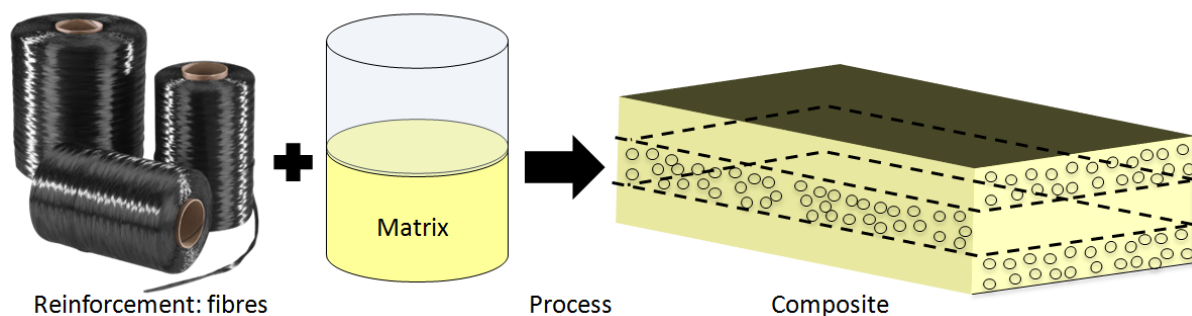 Matrix
Reinforcement: fibres
Process
Composite